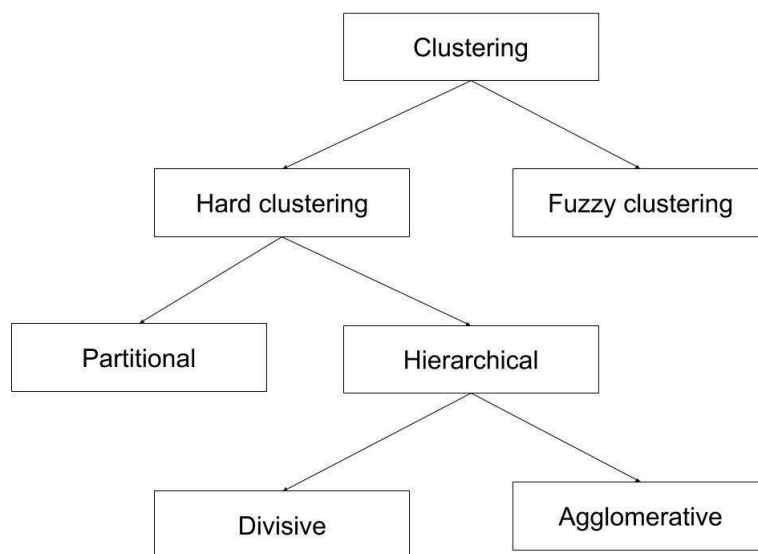 Clustering
Hard clustering
Fuzzy clustering
Partitional
Hierarchical
Divisive
Agglomerative